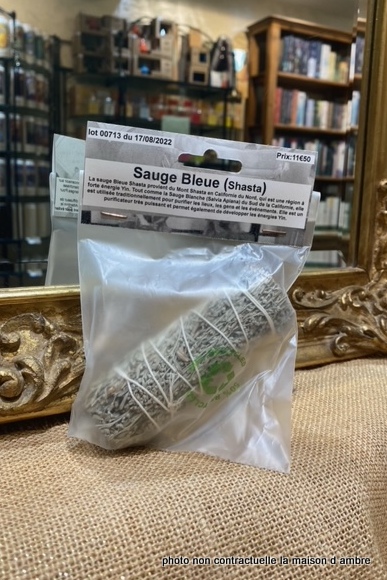 lot 00713 du 17/08/2022
Prix:11€50
Sauge Bleue (Shasta)
La sauge Bleue Shasta provient du Mont Shasta en Californie du Nord, qui est une région à
forte énergie Yin. Tout comme la Sauge Blanche (Salvia Apiana) du Sud de la Californie, elle
est utilisée traditionnellement pour purifier les lieux, les gens et les événements. Elle est un
purificateur très puissant et permet également de développer les énergies Yin.
photo non contractuelle la maison d ambre